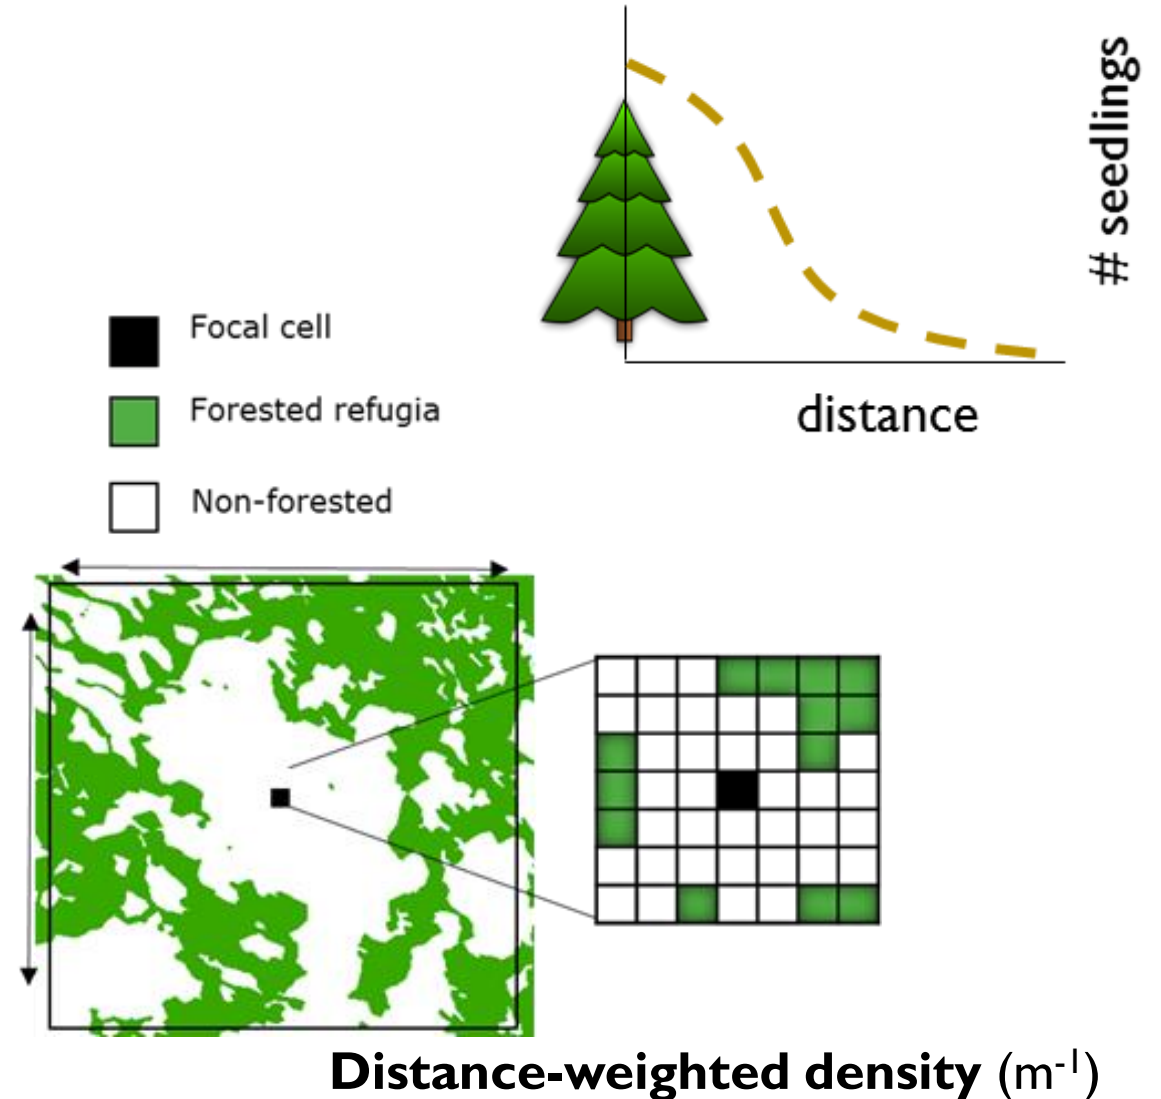 # seedlings
distance
Focal cell
Forested refugia
Non-forested
Distance-weighted density (m⁻¹)